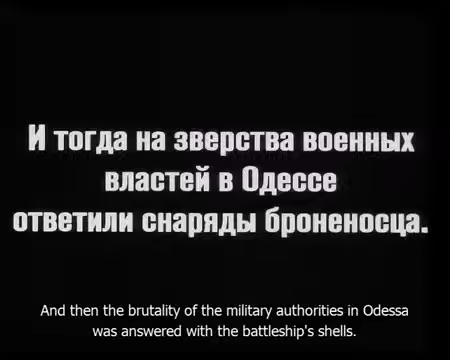 И тогда на зверства военных
властей в Одессе
ответили снаряды броненосца.
And then the brutality of the military authorities in Odessa
was answered with the battleship's shells.